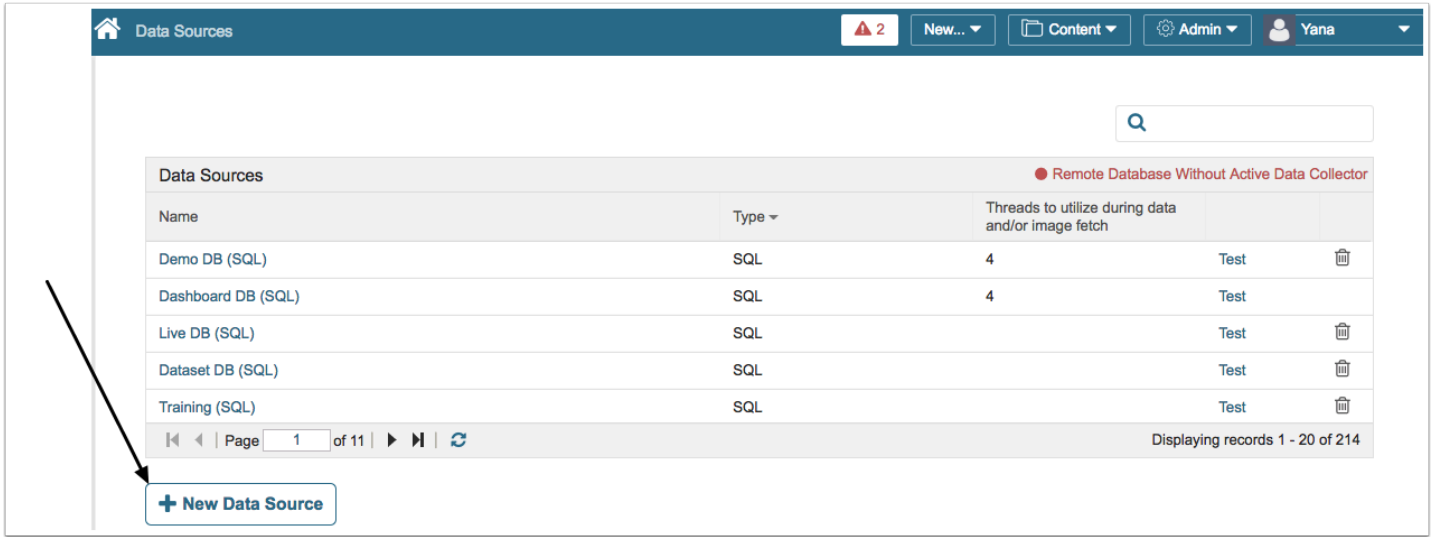 Data Sources 2 New... Content Admin Yana
Data Sources Remote Database Without Active Data Collector
Name Type Threads to utilize during data
and/or image fetch
Demo DB (SQL) SQL 4 Test
Dashboard DB (SQL) SQL 4 Test
Live DB (SQL) SQL Test
Dataset DB (SQL) SQL Test
Training (SQL) SQL Test
Page 1 of 11 Displaying records 1 - 20 of 214
+ New Data Source